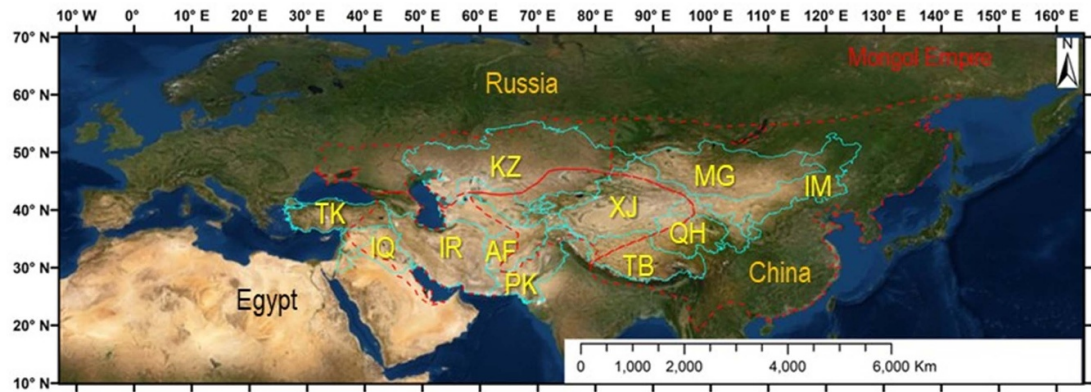 10° W 0° 10° E 20° E 30° E 40° E 50° E 60° E 70° E 80° E 90° E 100° E 110° E 120° E 130° E 140° E 150° E 160° E
70° N
N
Mongol Empires
Russia
60° N
50° N
KZ
MG
IM
40° N
TK
XJ
QH
IQ
IR
AF
30° N
PK
TB
China
Egypt
20° N
0 1,000 2,000 4,000 6,000 Km
10° N